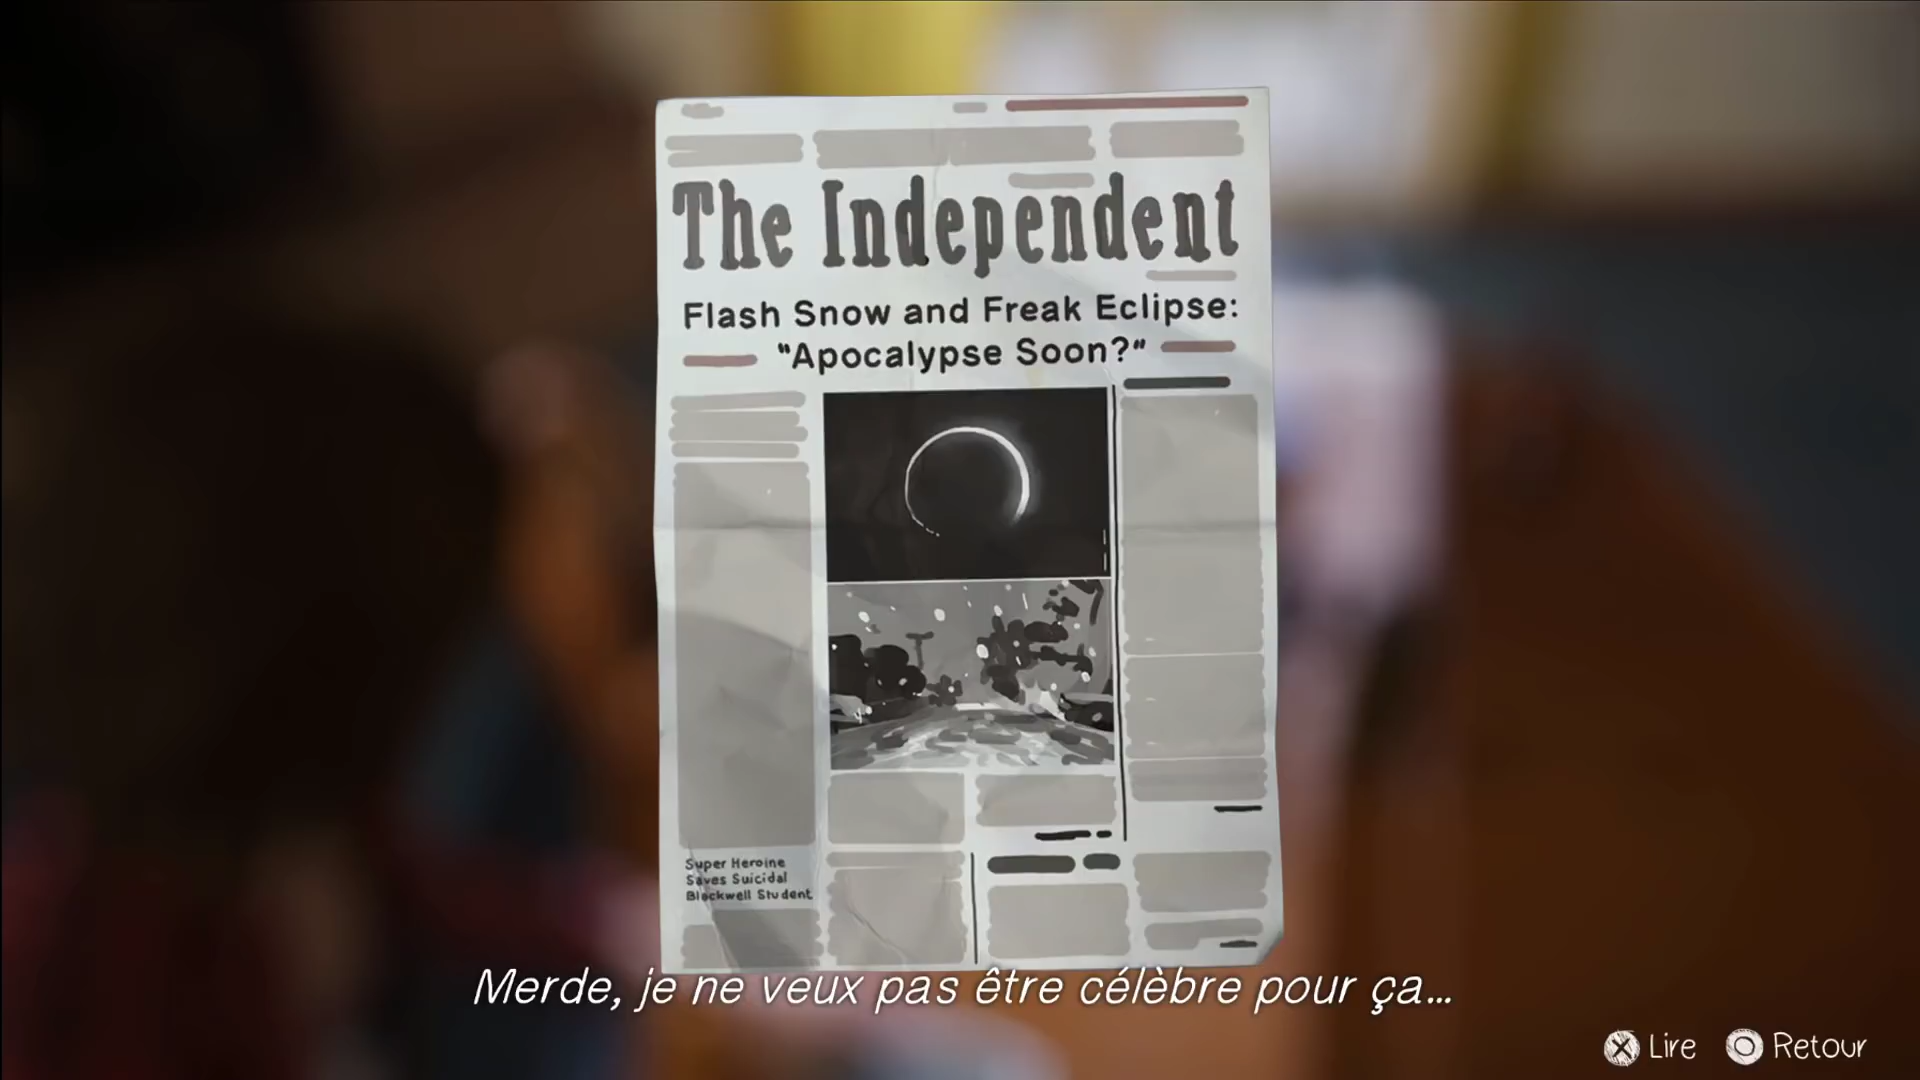 The Independent
Flash Snow and Freak Eclipse:
"Apocalypse Soon?"
Super Heroine
Saves Suicidal
Blackwell Student
Merde, je ne veux pas être célèbre pour ça...
Lire
Retour